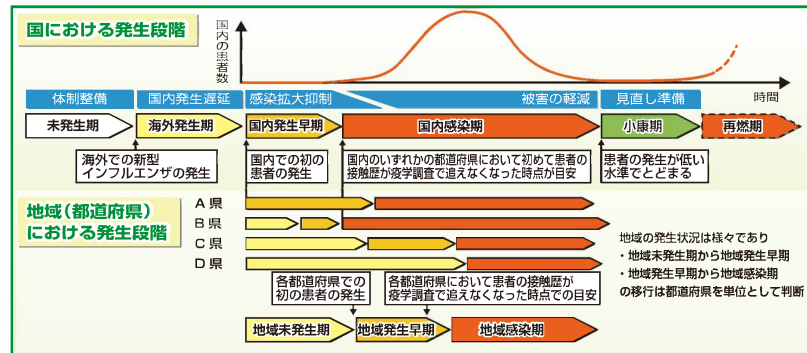 国における発生段階
国内の患者数
時間
体制整備
国内発生遅延
感染拡大抑制
被害の軽減
見直し準備
未発生期
海外発生期
国内発生早期
国内感染期
小康期
再燃期
海外での新型
インフルエンザの発生
国内での初の
患者の発生
国内のいずれかの都道府県において初めて患者の
接触歴が疫学調査で追えなくなった時点が目安
患者の発生が低い
水準でとどまる
地域（都道府県）
における発生段階
A 県
B 県
C 県
D 県
地域の発生状況は様々であり
・地域未発生期から地域発生早期
・地域発生早期から地域感染期
の移行は都道府県を単位として判断
各都道府県での
初の患者の発生
各都道府県において患者の接触歴が
疫学調査で追えなくなった時点での目安
地域未発生期
地域発生早期
地域感染期